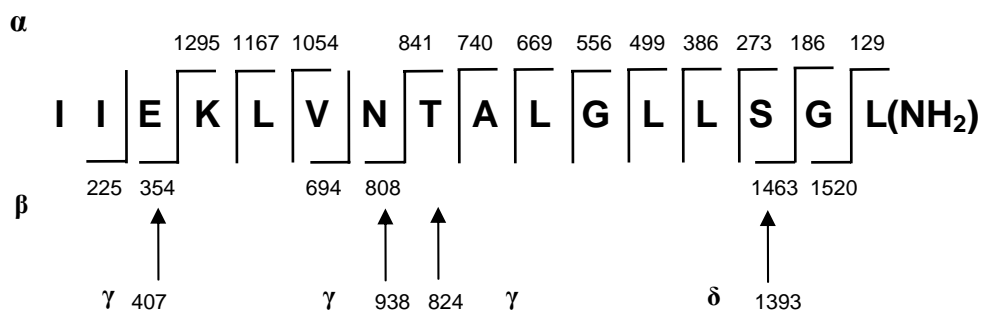 α
1295 1167 1054 841 740 669 556 499 386 273 186 129
I I E K L V N T A L G L L S G L(NH₂)
225 354 694 808 1463 1520
β
γ 407 γ 938 824 γ δ 1393